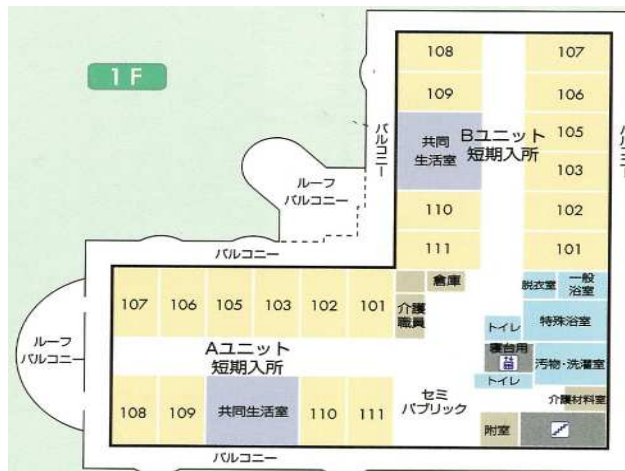 1F
108
107
109
106
共同
生活室
Bユニット
短期入所
105
103
110
102
111
101
バルコニー
バルコニー
ルーフ
バルコニー
バルコニー
倉庫
脱衣室
一般
浴室
107
106
105
103
102
101
介護
職員
トイレ
特殊浴室
ルーフ
バルコニー
Aユニット
短期入所
寝台用
汚物・洗濯室
トイレ
セミ
パブリック
介護材料室
108
109
共同生活室
110
111
附室
バルコニー